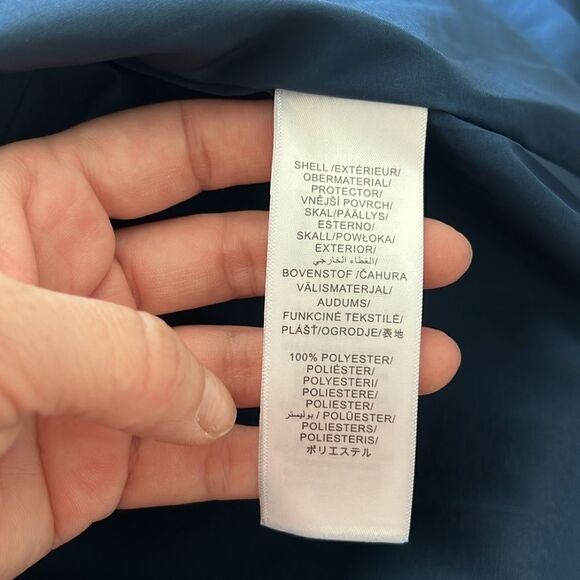 SHELL /EXTÉRIEUR/
OBERMATERIAL/
PROTECTOR/
VNĚJŠÍ POVRCH/
SKAL/PÄÄLLYS/
ESTERNO/
SKALL/POWŁOKA/
EXTERIOR/
الغطاء الخارجي/
BOVENSTOF /ČAHURA
VÄLISMATERJAL/
AUDUMS/
FUNKCINĖ TEKSTILĖ/
PLÁŠŤ/OGRODJE/表地
100% POLYESTER/
POLIÉSTER/
POLYESTERI/
POLIESTERE/
POLIESTER/
بوليستر / POLÜESTER/
POLIESTERS/
POLIESTERIS/
ポリエステル